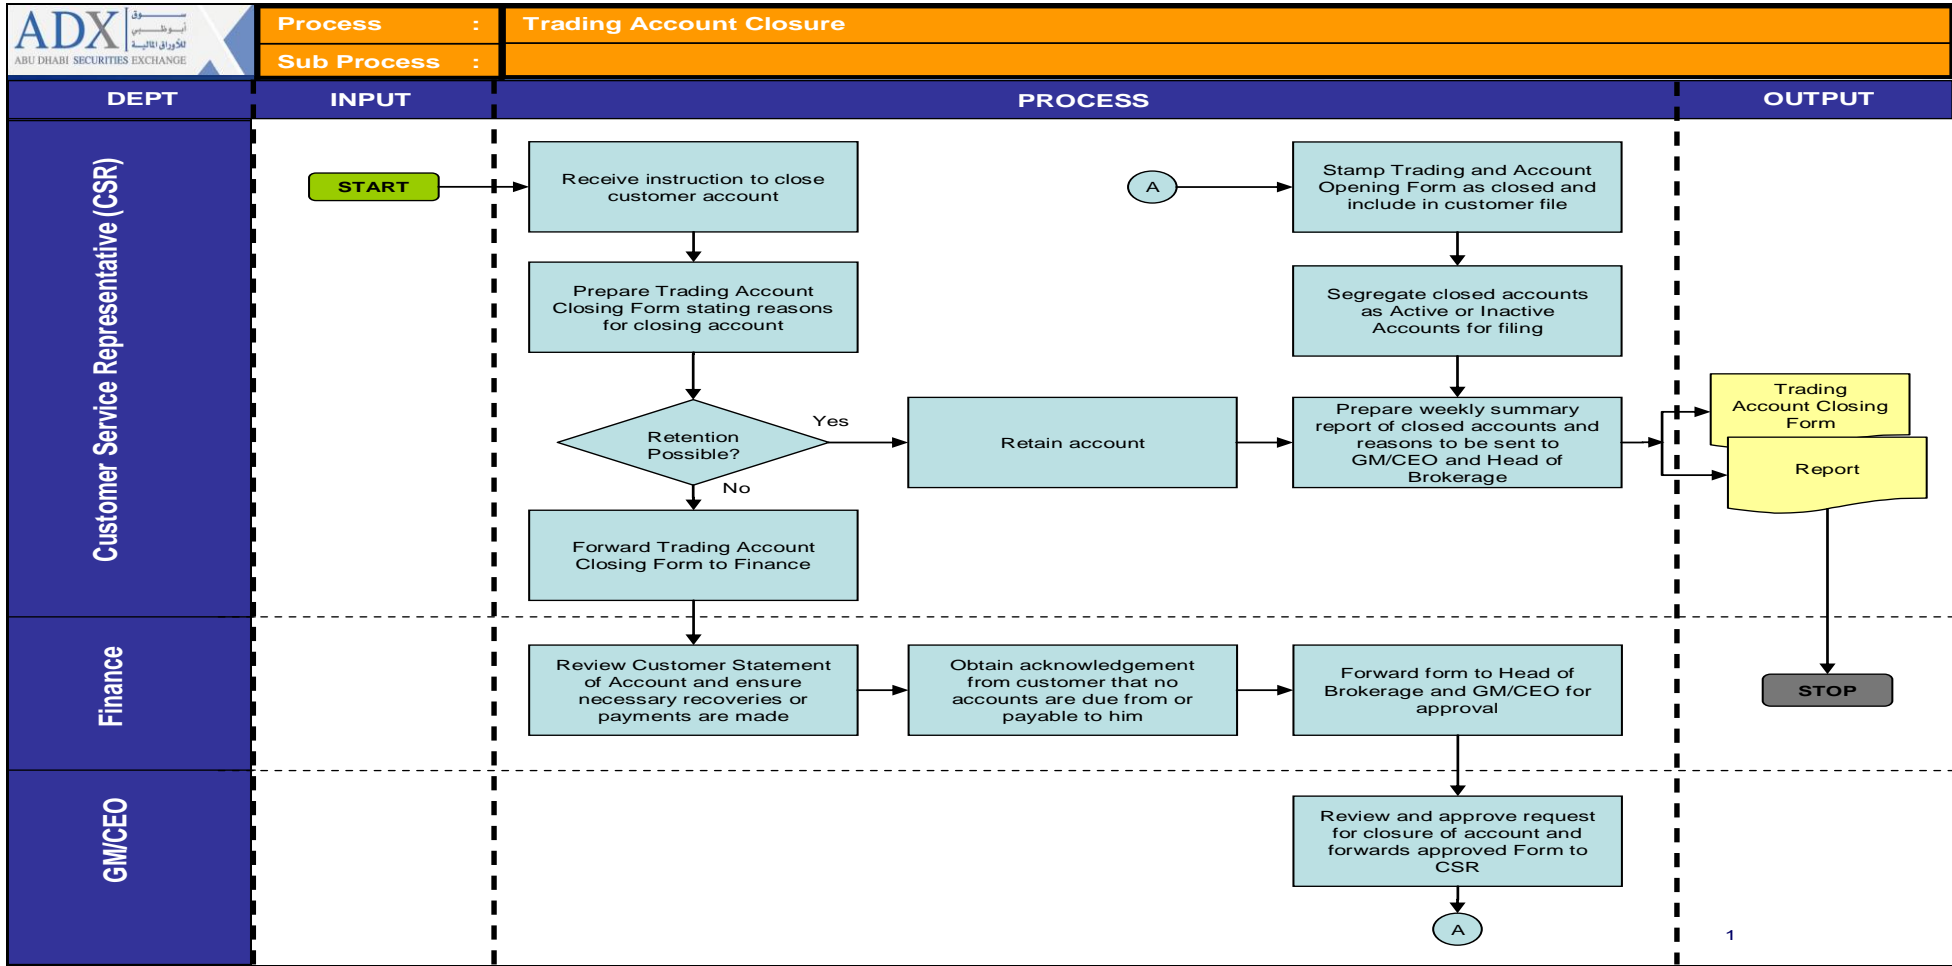 سوق
أبوظبي
للأوراق المالية
ADX
ABU DHABI SECURITIES EXCHANGE
Process :
Trading Account Closure
Sub Process :
DEPT
INPUT
PROCESS
OUTPUT
Customer Service Representative (CSR)
START
Receive instruction to close
customer account
A
Stamp Trading and Account
Opening Form as closed and
include in customer file
Prepare Trading Account
Closing Form stating reasons
for closing account
Segregate closed accounts
as Active or Inactive
Accounts for filing
Retention
Possible?
Yes
No
Retain account
Prepare weekly summary
report of closed accounts and
reasons to be sent to
GM/CEO and Head of
Brokerage
Trading
Account Closing
Form
Report
Forward Trading Account
Closing Form to Finance
Finance
Review Customer Statement
of Account and ensure
necessary recoveries or
payments are made
Obtain acknowledgement
from customer that no
accounts are due from or
payable to him
Forward form to Head of
Brokerage and GM/CEO for
approval
STOP
GM/CEO
Review and approve request
for closure of account and
forwards approved Form to
CSR
A
1